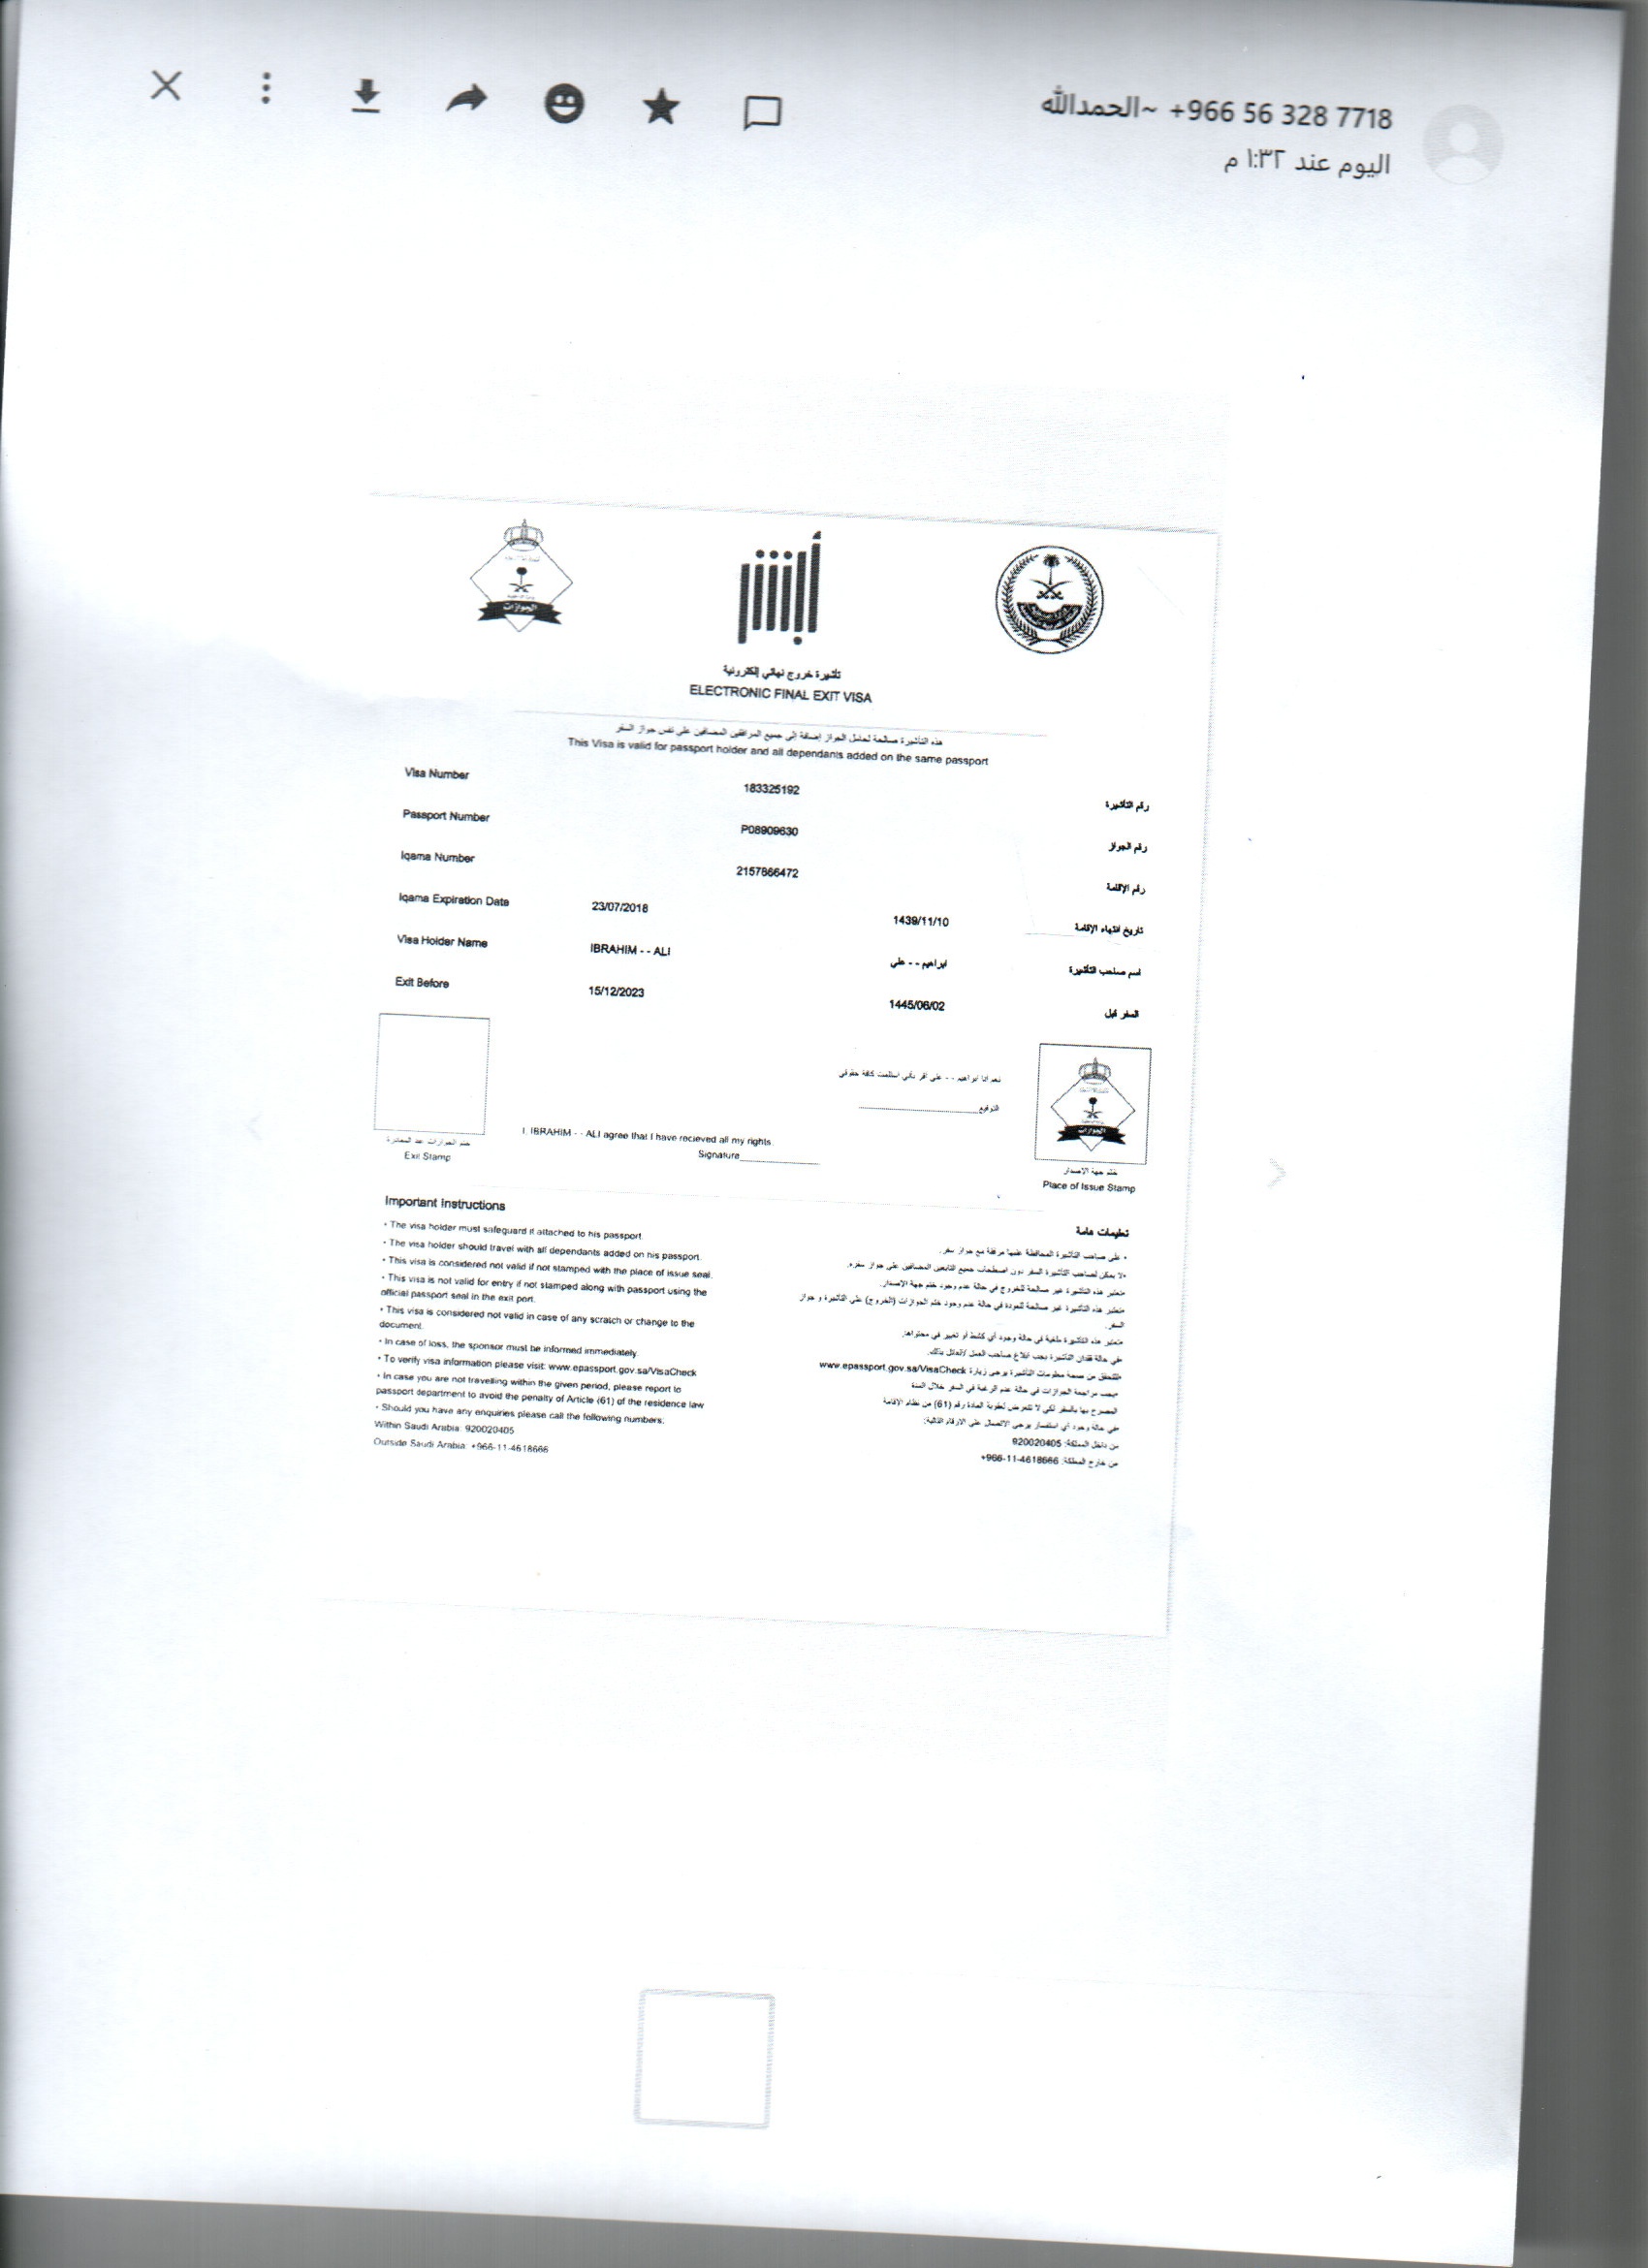 +966 56 328 7718 ~الحمدالله
اليوم عند ١:٣٢ م
الجوازات
أبشر
تأشيرة خروج نهائي إلكترونية
ELECTRONIC FINAL EXIT VISA
هذه التأشيرة صالحة لحامل الجواز إضافة إلى جميع المرافقين المضافين على نفس جواز السفر
This Visa is valid for passport holder and all dependants added on the same passport
Visa Number 183325192 رقم التأشيرة
Passport Number P08909630 رقم الجواز
Iqama Number 2157866472 رقم الإقامة
Iqama Expiration Date 23/07/2018 1439/11/10 تاريخ انتهاء الإقامة
Visa Holder Name IBRAHIM - - ALI ابراهيم - - علي اسم صاحب التأشيرة
Exit Before 15/12/2023 1445/06/02 السفر قبل
نعم انا ابراهيم - - علي اقر بأني استلمت كافة حقوقي
التوقيع
I, IBRAHIM - - ALI agree that I have recieved all my rights.
Signature
ختم الجوازات عند المغادرة
Exit Stamp
الجوازات
ختم جهة الإصدار
Place of Issue Stamp
Important Instructions
• The visa holder must safeguard it attached to his passport.
• The visa holder should travel with all dependants added on his passport.
• This visa is considered not valid if not stamped with the place of issue seal.
• This visa is not valid for entry if not stamped along with passport using the
official passport seal in the exit port.
• This visa is considered not valid in case of any scratch or change to the
document.
• In case of loss, the sponsor must be informed immediately.
• To verify visa information please visit: www.epassport.gov.sa/VisaCheck
• In case you are not travelling within the given period, please report to
passport department to avoid the penalty of Article (61) of the residence law
• Should you have any enquiries please call the following numbers:
Within Saudi Arabia: 920020405
Outside Saudi Arabia: +966-11-4618666
تعليمات عامة
• على صاحب التأشيرة المحافظة عليها مرفقة مع جواز سفر.
•لا يمكن لصاحب التأشيرة السفر دون اصطحاب جميع التابعين المضافين على جواز سفره.
•تعتبر هذه التأشيرة غير صالحة للخروج في حالة عدم وجود ختم جهة الاصدار.
•تعتبر هذه التأشيرة غير صالحة للعودة في حالة عدم وجود ختم الجوازات (الخروج) على التأشيرة و جواز
السفر.
•تعتبر هذه التأشيرة ملغية في حالة وجود أي كشط أو تغيير في محتواها.
•في حالة فقدان التأشيرة يجب ابلاغ صاحب العمل /العائل بذلك.
•للتحقق من صحة معلومات التأشيرة يرجى زيارة www.epassport.gov.sa/VisaCheck
•يجب مراجعة الجوازات في حالة عدم الرغبة في السفر خلال المدة
المصرح بها بالسفر لكي لا تتعرض لعقوبة المادة رقم (61) من نظام الإقامة
•في حالة وجود أي استفسار يرجى الاتصال على الارقام التالية:
من داخل المملكة: 920020405
من خارج المملكة: +966-11-4618666